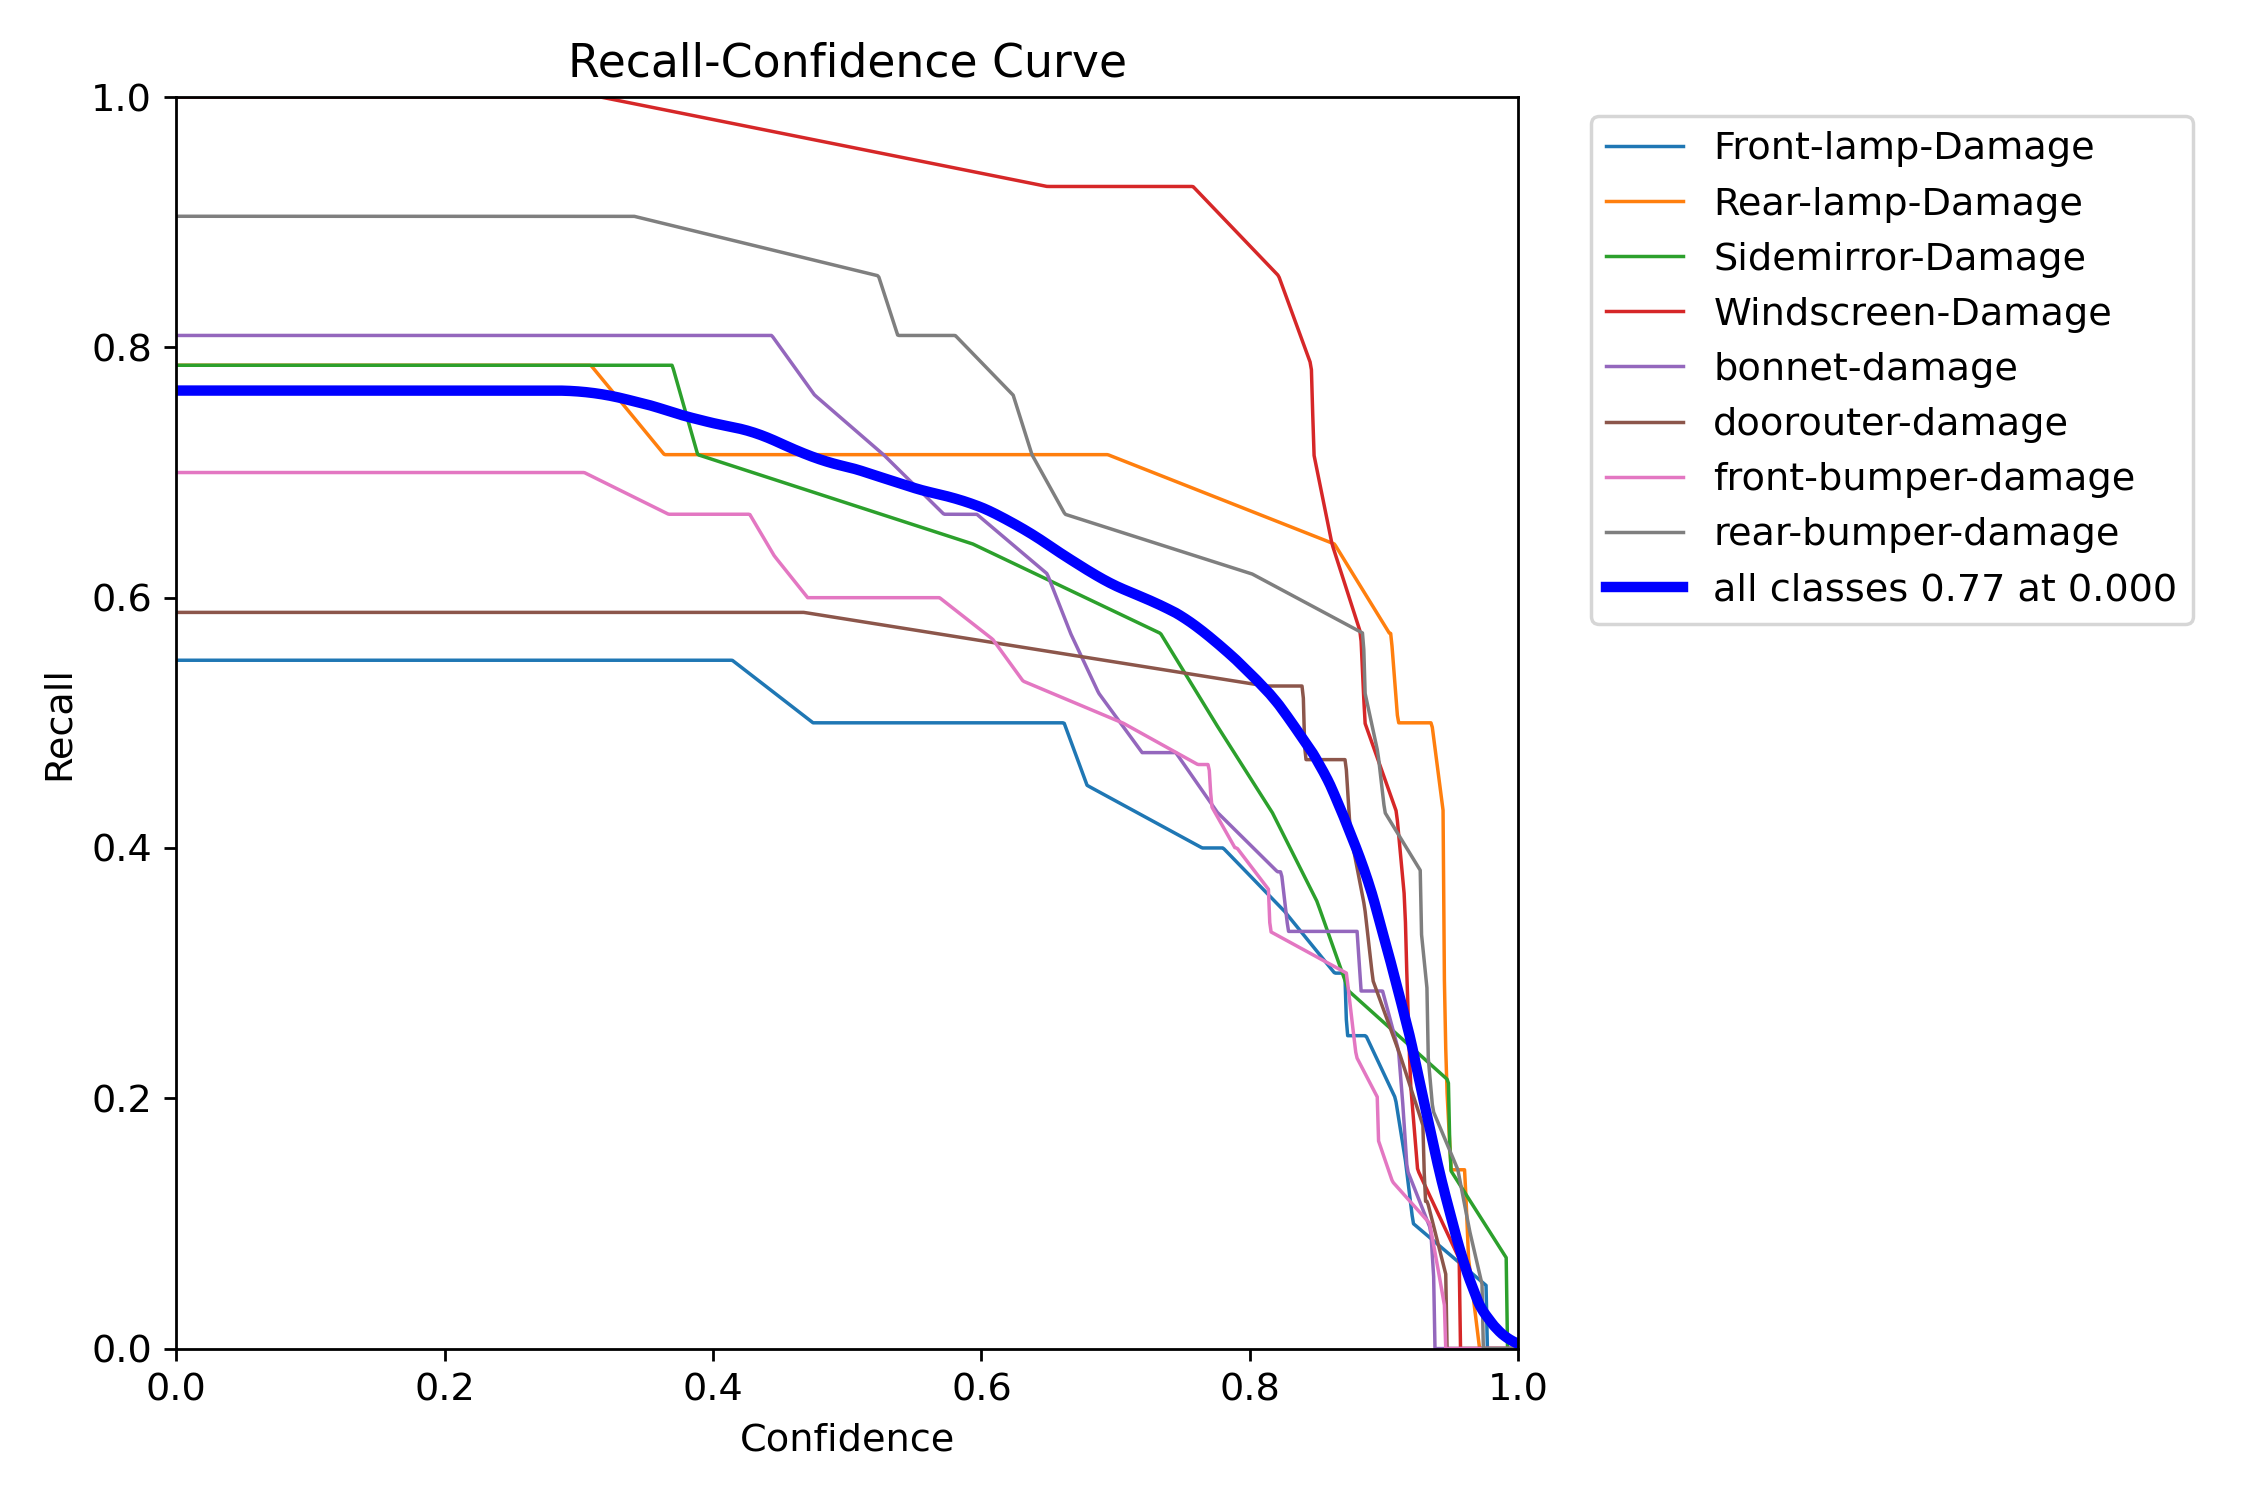 Recall-Confidence Curve
1.0
0.8
0.6
0.4
0.2
0.0
Recall
0.0 0.2 0.4 0.6 0.8 1.0
Confidence
Front-lamp-Damage
Rear-lamp-Damage
Sidemirror-Damage
Windscreen-Damage
bonnet-damage
doorouter-damage
front-bumper-damage
rear-bumper-damage
all classes 0.77 at 0.000